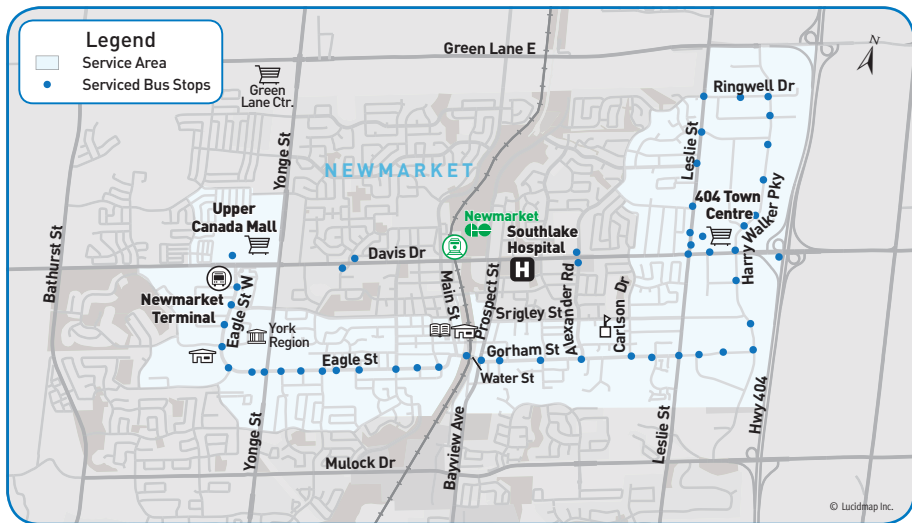 Legend
Service Area
Serviced Bus Stops
Green Lane E
N
Green
Lane Ctr.
Ringwell Dr
Yonge St
Leslie St
NEWMARKET
Upper
Canada Mall
404 Town
Centre
Newmarket
Southlake
Hospital
H
Harry Walker Pky
Bathurst St
Davis Dr
Main St
Prospect St
Alexander Rd
Carlson Dr
Newmarket
Terminal
Eagle St W
Srigley St
York
Region
Eagle St
Gorham St
Water St
Hwy 404
Yonge St
Bayview Ave
Leslie St
Mulock Dr
© Lucidmap Inc.